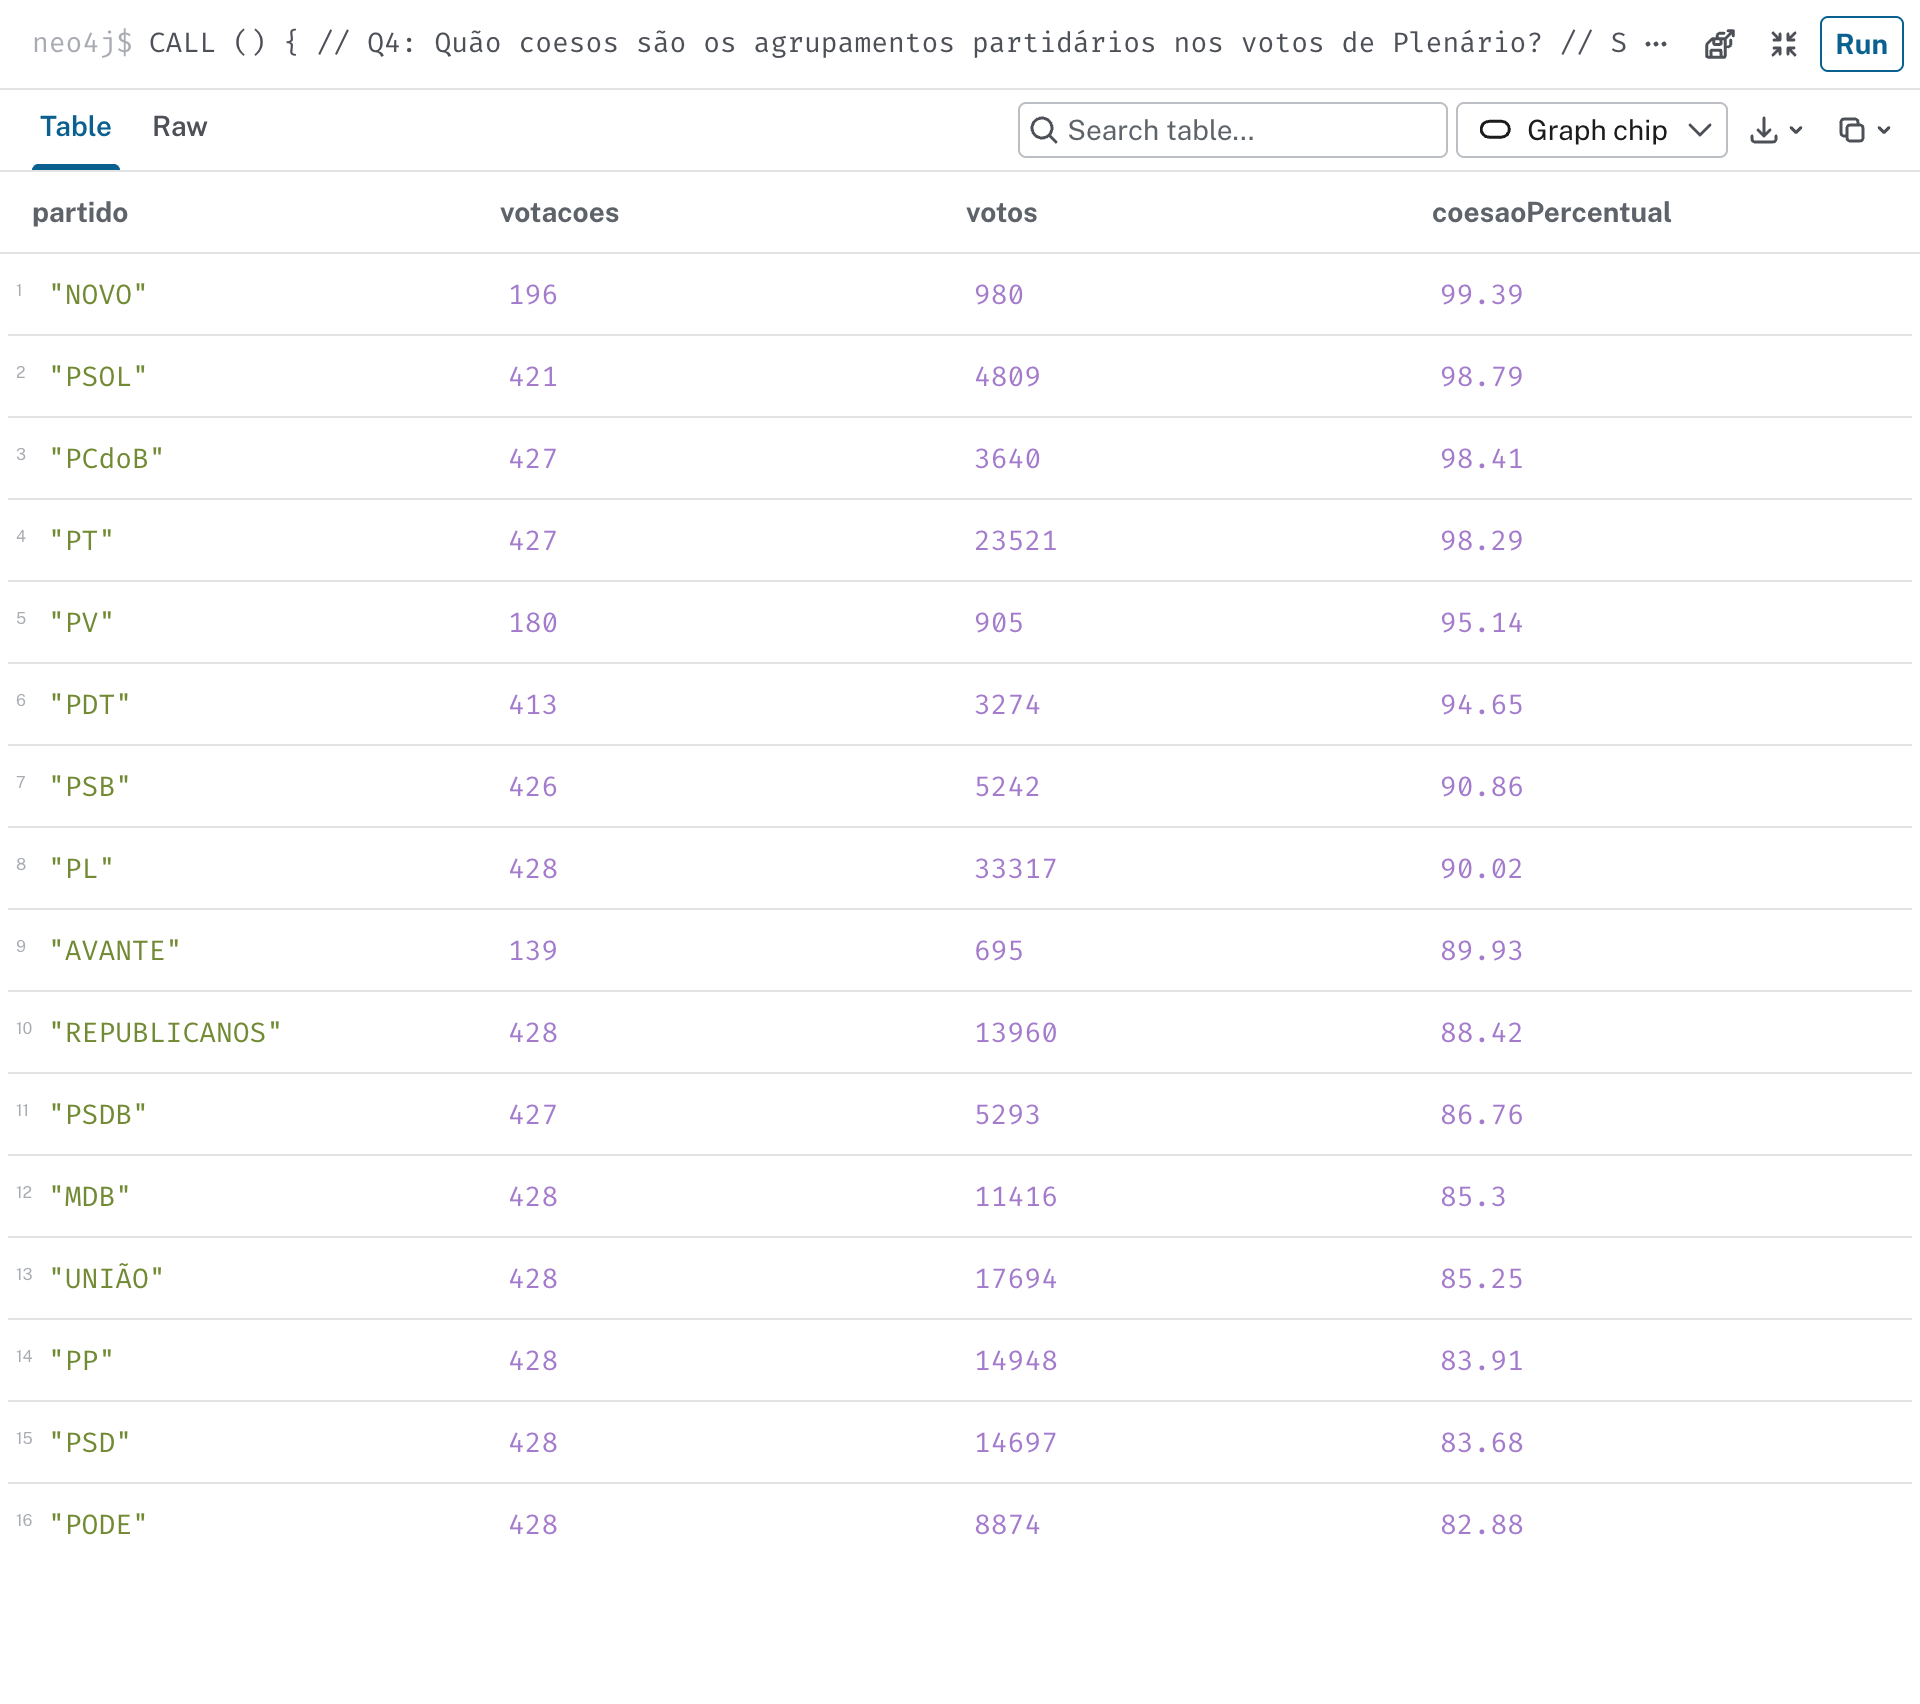 neo4j$ CALL () { // Q4: Quão coesos são os agrupamentos partidários nos votos de Plenário? // S ··· Run
Table Raw Search table... Graph chip
partido votacoes votos coesaoPercentual
1 "NOVO" 196 980 99.39
2 "PSOL" 421 4809 98.79
3 "PCdoB" 427 3640 98.41
4 "PT" 427 23521 98.29
5 "PV" 180 905 95.14
6 "PDT" 413 3274 94.65
7 "PSB" 426 5242 90.86
8 "PL" 428 33317 90.02
9 "AVANTE" 139 695 89.93
10 "REPUBLICANOS" 428 13960 88.42
11 "PSDB" 427 5293 86.76
12 "MDB" 428 11416 85.3
13 "UNIÃO" 428 17694 85.25
14 "PP" 428 14948 83.91
15 "PSD" 428 14697 83.68
16 "PODE" 428 8874 82.88